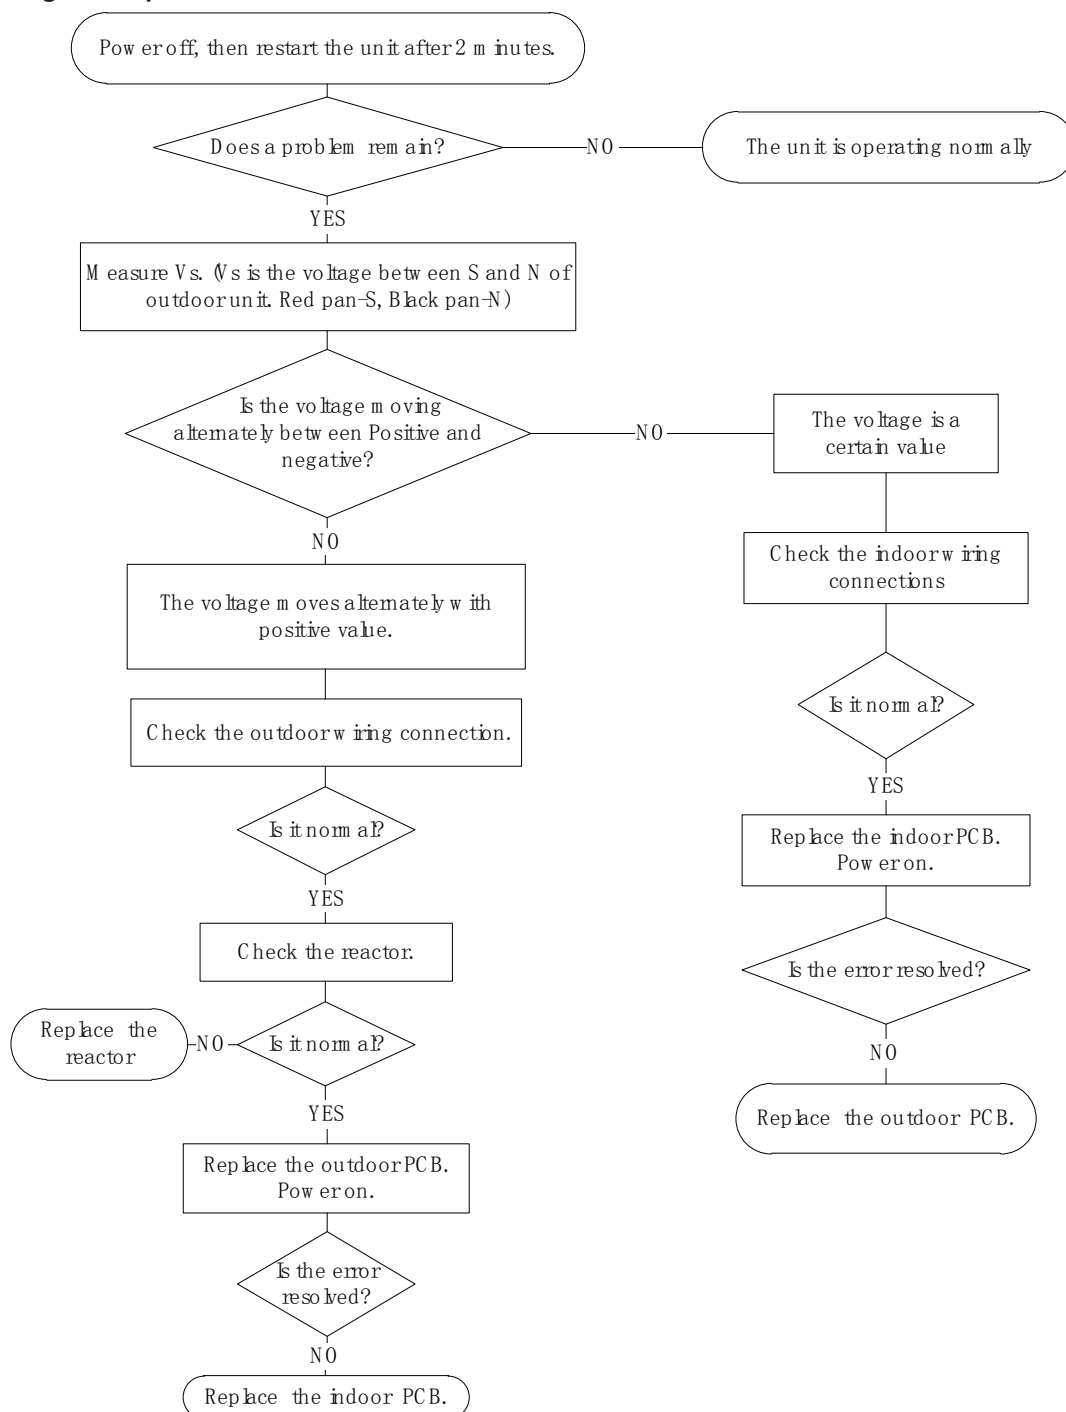 Power off, then restart the unit after 2 minutes.
Does a problem remain?
NO
The unit is operating normally
YES
Measure Vs. (Vs is the voltage between S and N of
outdoor unit. Red pan-S, Black pan-N)
Is the voltage moving
alternately between Positive and
negative?
NO
The voltage is a
certain value
NO
Check the indoor wiring
connections
The voltage moves alternately with
positive value.
Is it normal?
Check the outdoor wiring connection.
YES
Is it normal?
Replace the indoor PCB.
Power on.
YES
Check the reactor.
Is the error resolved?
Replace the
reactor
NO
Is it normal?
NO
YES
Replace the outdoor PCB.
Replace the outdoor PCB.
Power on.
Is the error
resolved?
NO
Replace the indoor PCB.